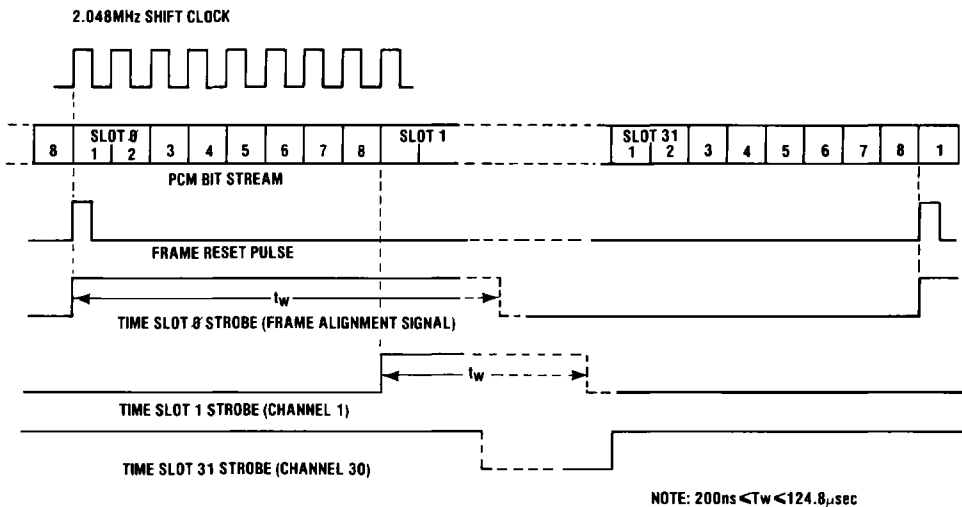 2.048MHz SHIFT CLOCK
SLOT 0 SLOT 1 SLOT 31
8 1 2 3 4 5 6 7 8 1 2 3 4 5 6 7 8 1
PCM BIT STREAM
FRAME RESET PULSE
tw
TIME SLOT 0 STROBE (FRAME ALIGNMENT SIGNAL)
tw
TIME SLOT 1 STROBE (CHANNEL 1)
TIME SLOT 31 STROBE (CHANNEL 30)
NOTE: 200ns ≤ Tw ≤ 124.8µsec